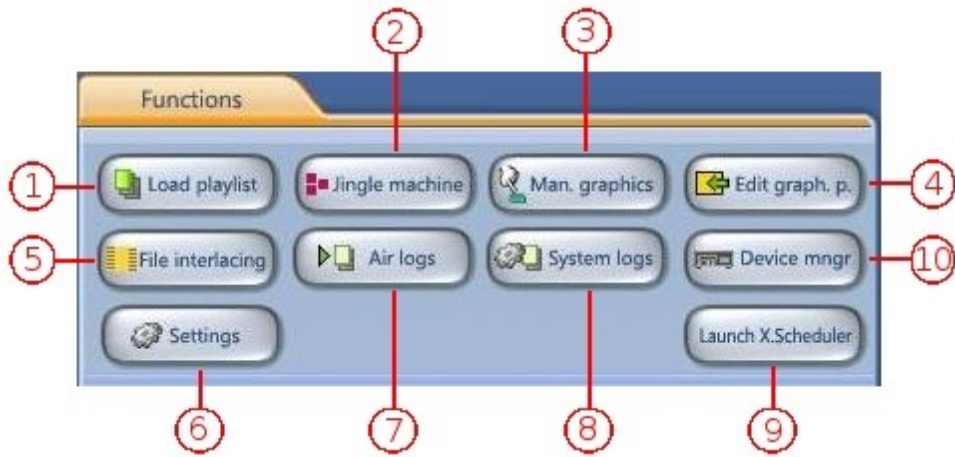 2
3
Functions
1
Load playlist
Jingle machine
Man. graphics
Edit graph. p.
4
5
File interlacing
Air logs
System logs
Device mngr
10
Settings
Launch X.Scheduler
6
7
8
9